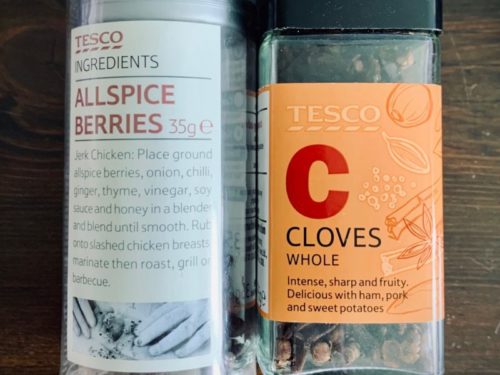 TESCO
INGREDIENTS
ALLSPICE
BERRIES 35g e
Jerk Chicken: Place ground
allspice berries, onion, chilli,
ginger, thyme, vinegar, soy
sauce and honey in a blender
and blend until smooth. Rub
onto slashed chicken breasts
marinate then roast, grill or
barbecue.
TESCO
C
CLOVES
WHOLE
Intense, sharp and fruity.
Delicious with ham, pork
and sweet potatoes